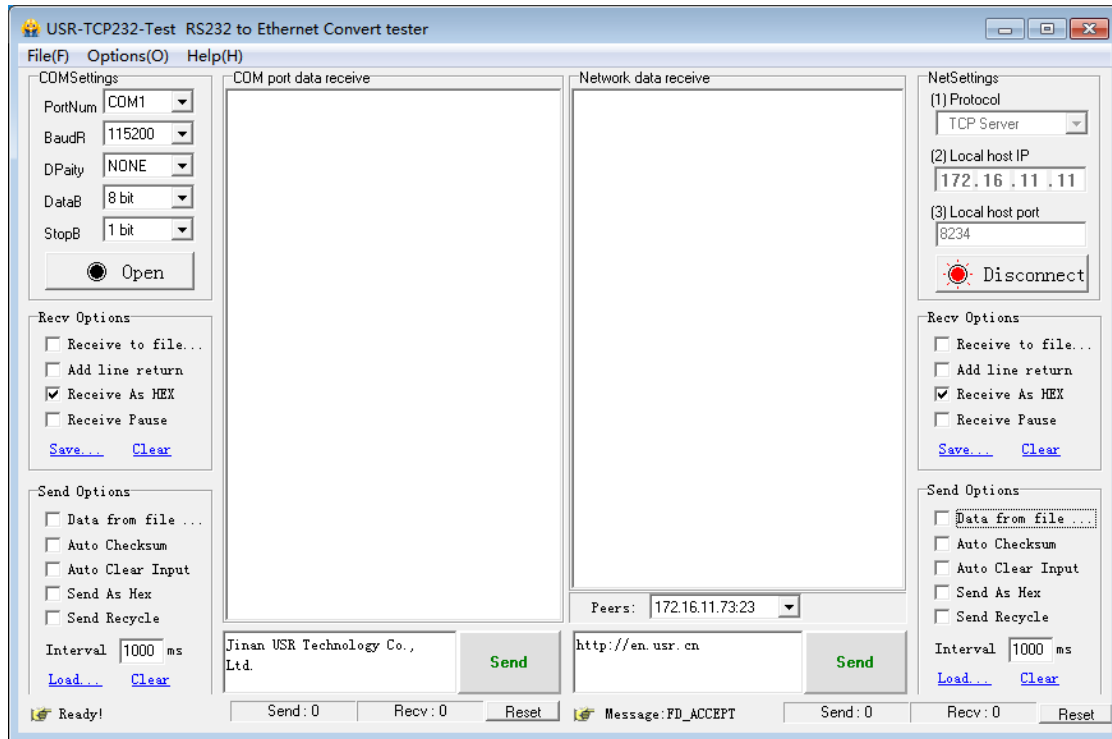 USR-TCP232-Test RS232 to Ethernet Convert tester
File(F) Options(O) Help(H)
COMSettings
PortNum COM1
BaudR 115200
DPaity NONE
DataB 8 bit
StopB 1 bit
Open
Recv Options
Receive to file...
Add line return
Receive As HEX
Receive Pause
Save... Clear
Send Options
Data from file ...
Auto Checksum
Auto Clear Input
Send As Hex
Send Recycle
Interval 1000 ms
Load... Clear
COM port data receive
Jinan USR Technology Co.,
Ltd.
Send
Network data receive
Peers: 172.16.11.73:23
http://en.usr.cn
Send
NetSettings
(1) Protocol
TCP Server
(2) Local host IP
172.16.11.11
(3) Local host port
8234
Disconnect
Recv Options
Receive to file...
Add line return
Receive As HEX
Receive Pause
Save... Clear
Send Options
Data from file ...
Auto Checksum
Auto Clear Input
Send As Hex
Send Recycle
Interval 1000 ms
Load... Clear
Ready! Send : 0 Recv : 0 Reset Message:FD_ACCEPT Send : 0 Recv : 0 Reset